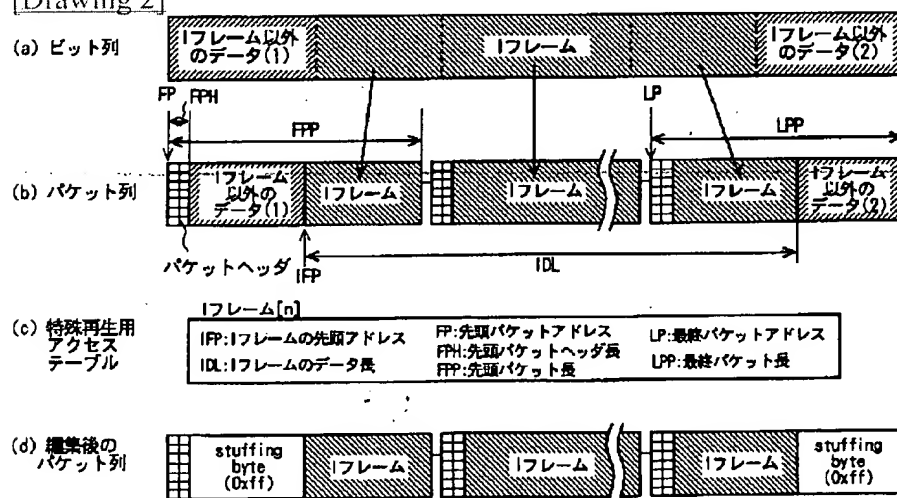 [Drawing 2]
(a) ビット列
Iフレーム以外
のデータ(1)
Iフレーム
Iフレーム以外
のデータ(2)
FP
FPH
FPP
LP
LPP
(b) パケット列
Iフレーム
以外の
データ(1)
Iフレーム
Iフレーム
Iフレーム
Iフレーム
以外の
データ(2)
パケットヘッダ
IFP
IDL
(c) 特殊再生用
アクセス
テーブル
Iフレーム[n]
IFP:Iフレームの先頭アドレス
FP:先頭パケットアドレス
LP:最終パケットアドレス
IDL:Iフレームのデータ長
FPH:先頭パケットヘッダ長
FPP:先頭パケット長
LPP:最終パケット長
(d) 編集後の
パケット列
stuffing
byte
(0xff)
Iフレーム
Iフレーム
Iフレーム
stuffing
byte
(0xff)